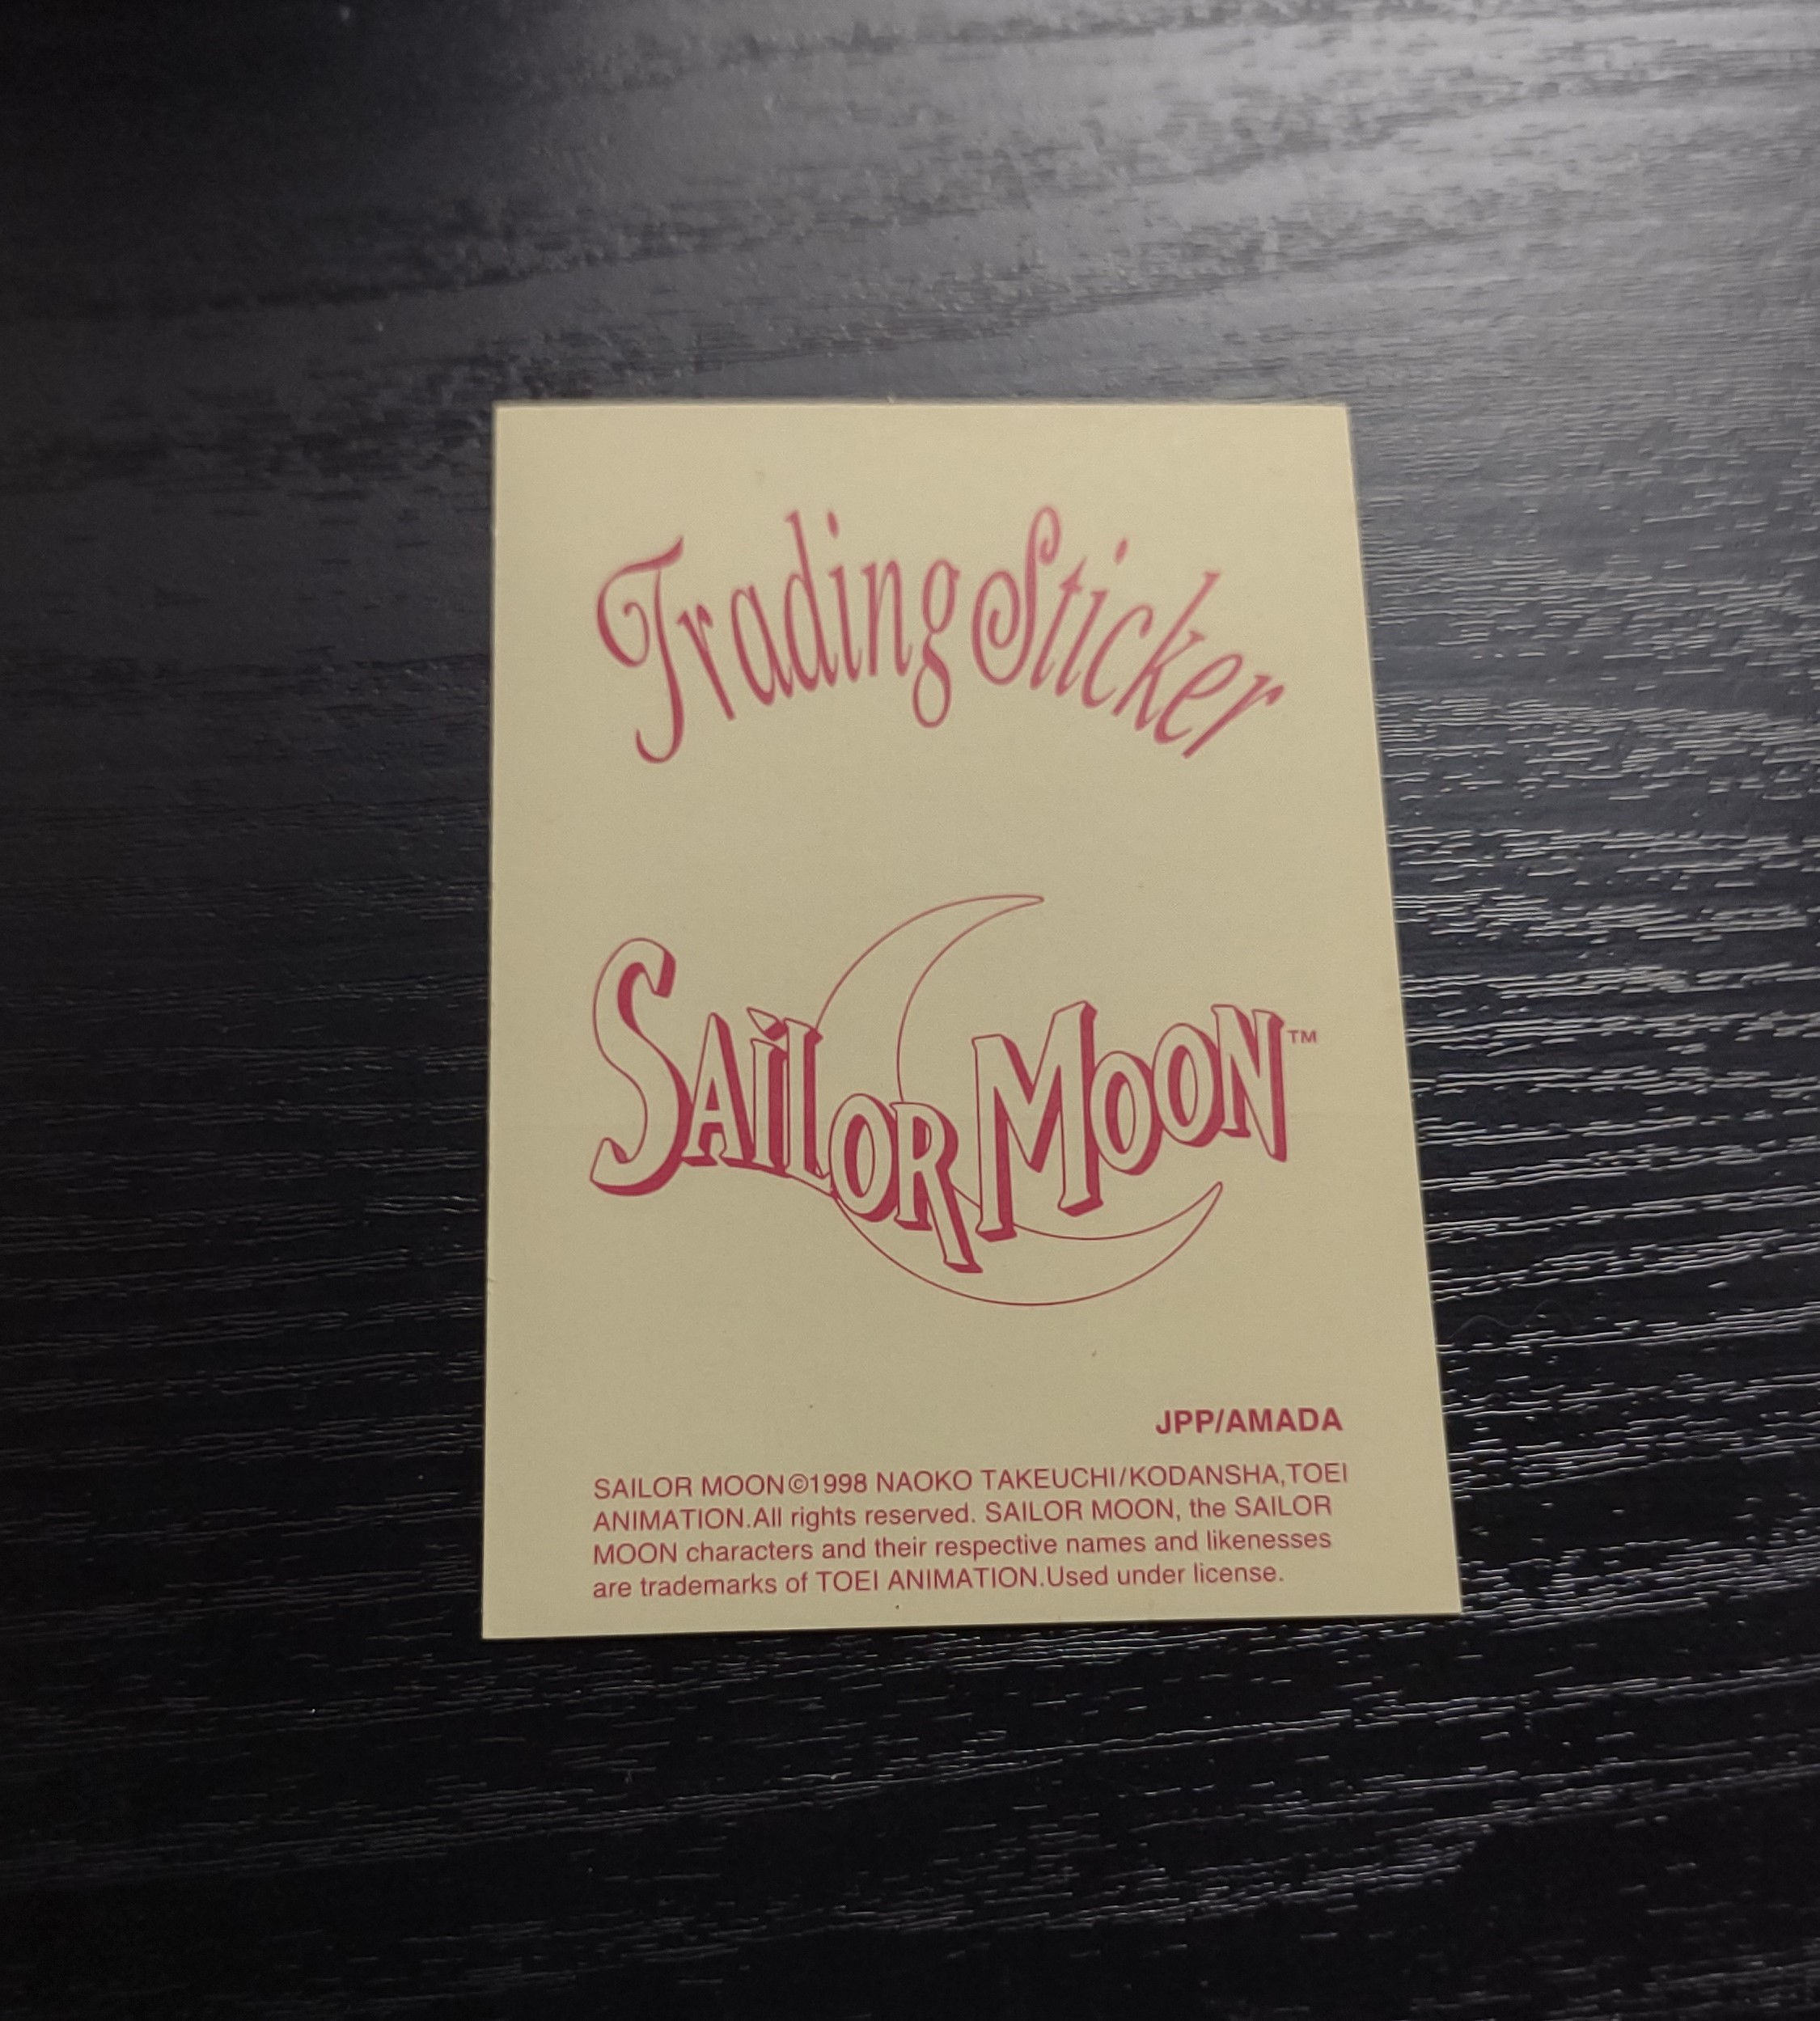 Trading Sticker
SAiLOR MOON™
JPP/AMADA
SAILOR MOON©1998 NAOKO TAKEUCHI/KODANSHA,TOEI
ANIMATION.All rights reserved. SAILOR MOON, the SAILOR
MOON characters and their respective names and likenesses
are trademarks of TOEI ANIMATION.Used under license.